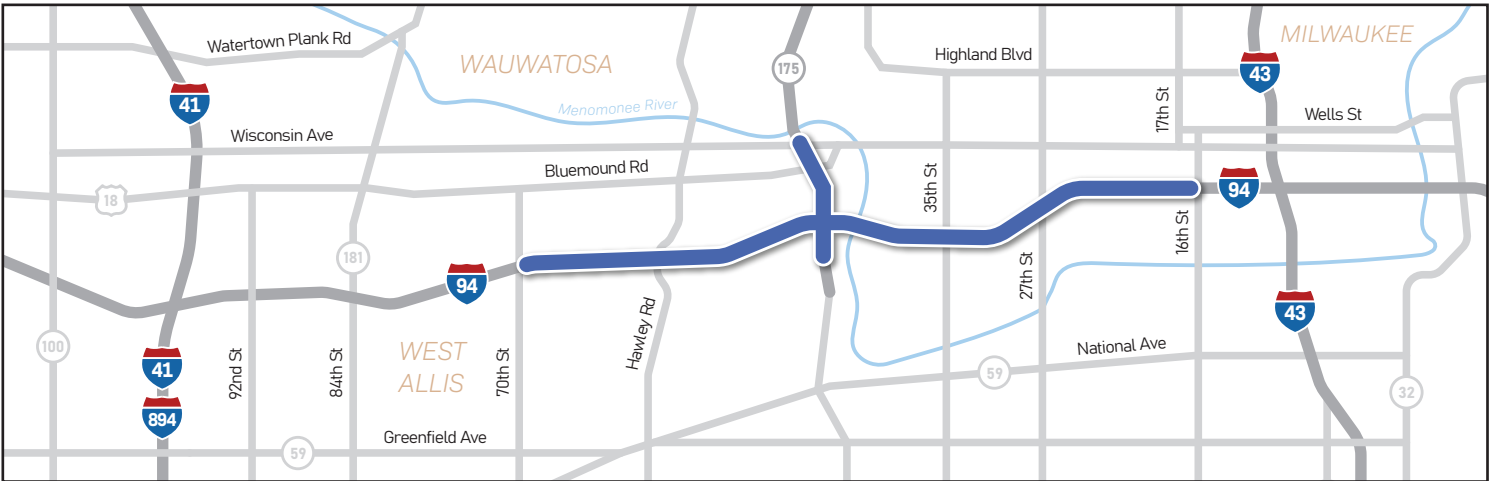 Watertown Plank Rd
WAUWATOSA
175
Highland Blvd
MILWAUKEE
43
41
Menomonee River
17th St
Wells St
Wisconsin Ave
Bluemound Rd
18
35th St
94
16th St
181
94
27th St
43
100
Hawley Rd
41
92nd St
84th St
WEST
ALLIS
70th St
National Ave
59
32
894
Greenfield Ave
59